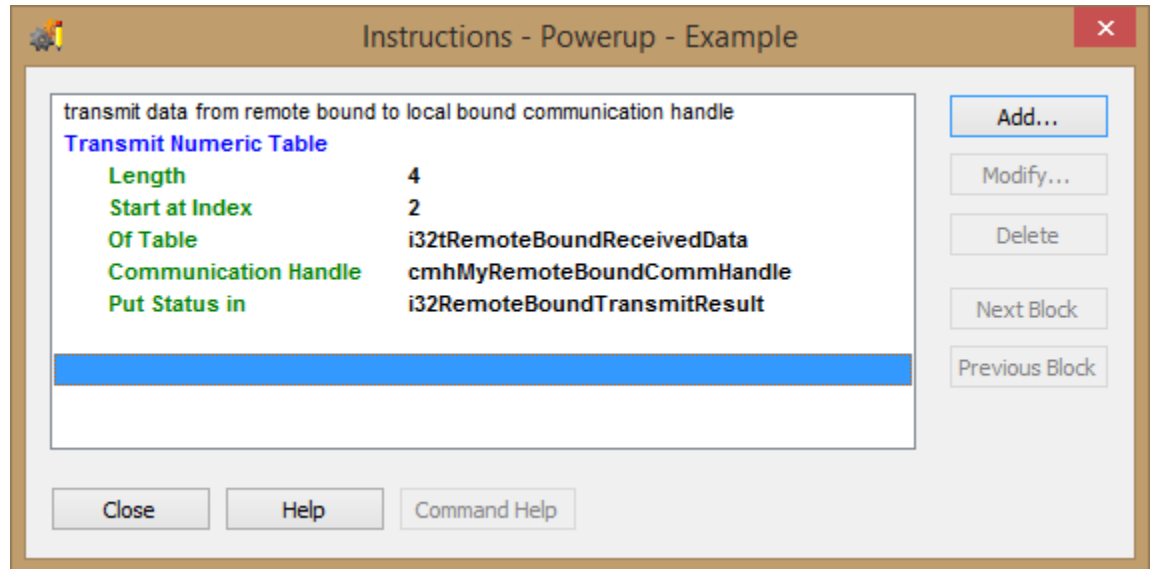 Instructions - Powerup - Example
transmit data from remote bound to local bound communication handle
Transmit Numeric Table
Length 4
Start at Index 2
Of Table i32tRemoteBoundReceivedData
Communication Handle cmhMyRemoteBoundCommHandle
Put Status in i32RemoteBoundTransmitResult
Add...
Modify...
Delete
Next Block
Previous Block
Close Help Command Help